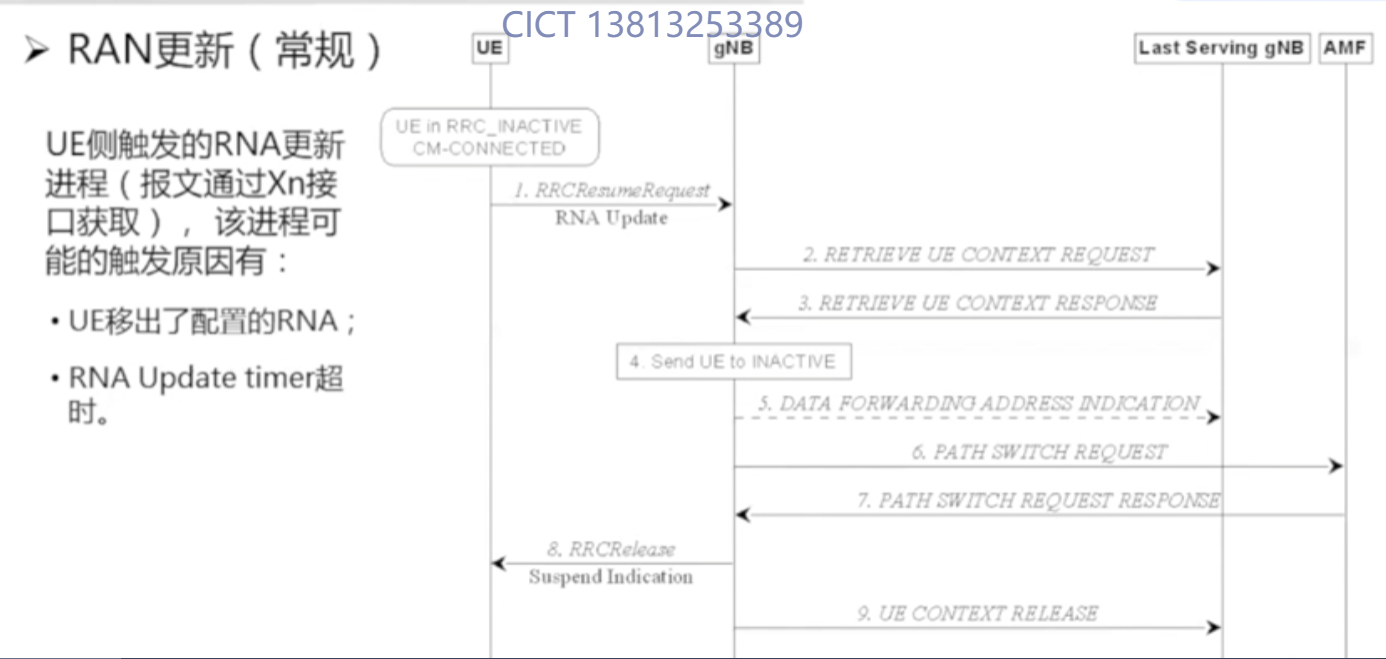 CICT 13813253389
➢ RAN更新（常规）
UE侧触发的RNA更新
进程（报文通过Xn接
口获取），该进程可
能的触发原因有：
• UE移出了配置的RNA；
• RNA Update timer超
时。
UE
gNB
Last Serving gNB
AMF
UE in RRC_INACTIVE
CM-CONNECTED
1. RRCResumeRequest
RNA Update
2. RETRIEVE UE CONTEXT REQUEST
3. RETRIEVE UE CONTEXT RESPONSE
4. Send UE to INACTIVE
5. DATA FORWARDING ADDRESS INDICATION
6. PATH SWITCH REQUEST
7. PATH SWITCH REQUEST RESPONSE
8. RRCRelease
Suspend Indication
9. UE CONTEXT RELEASE